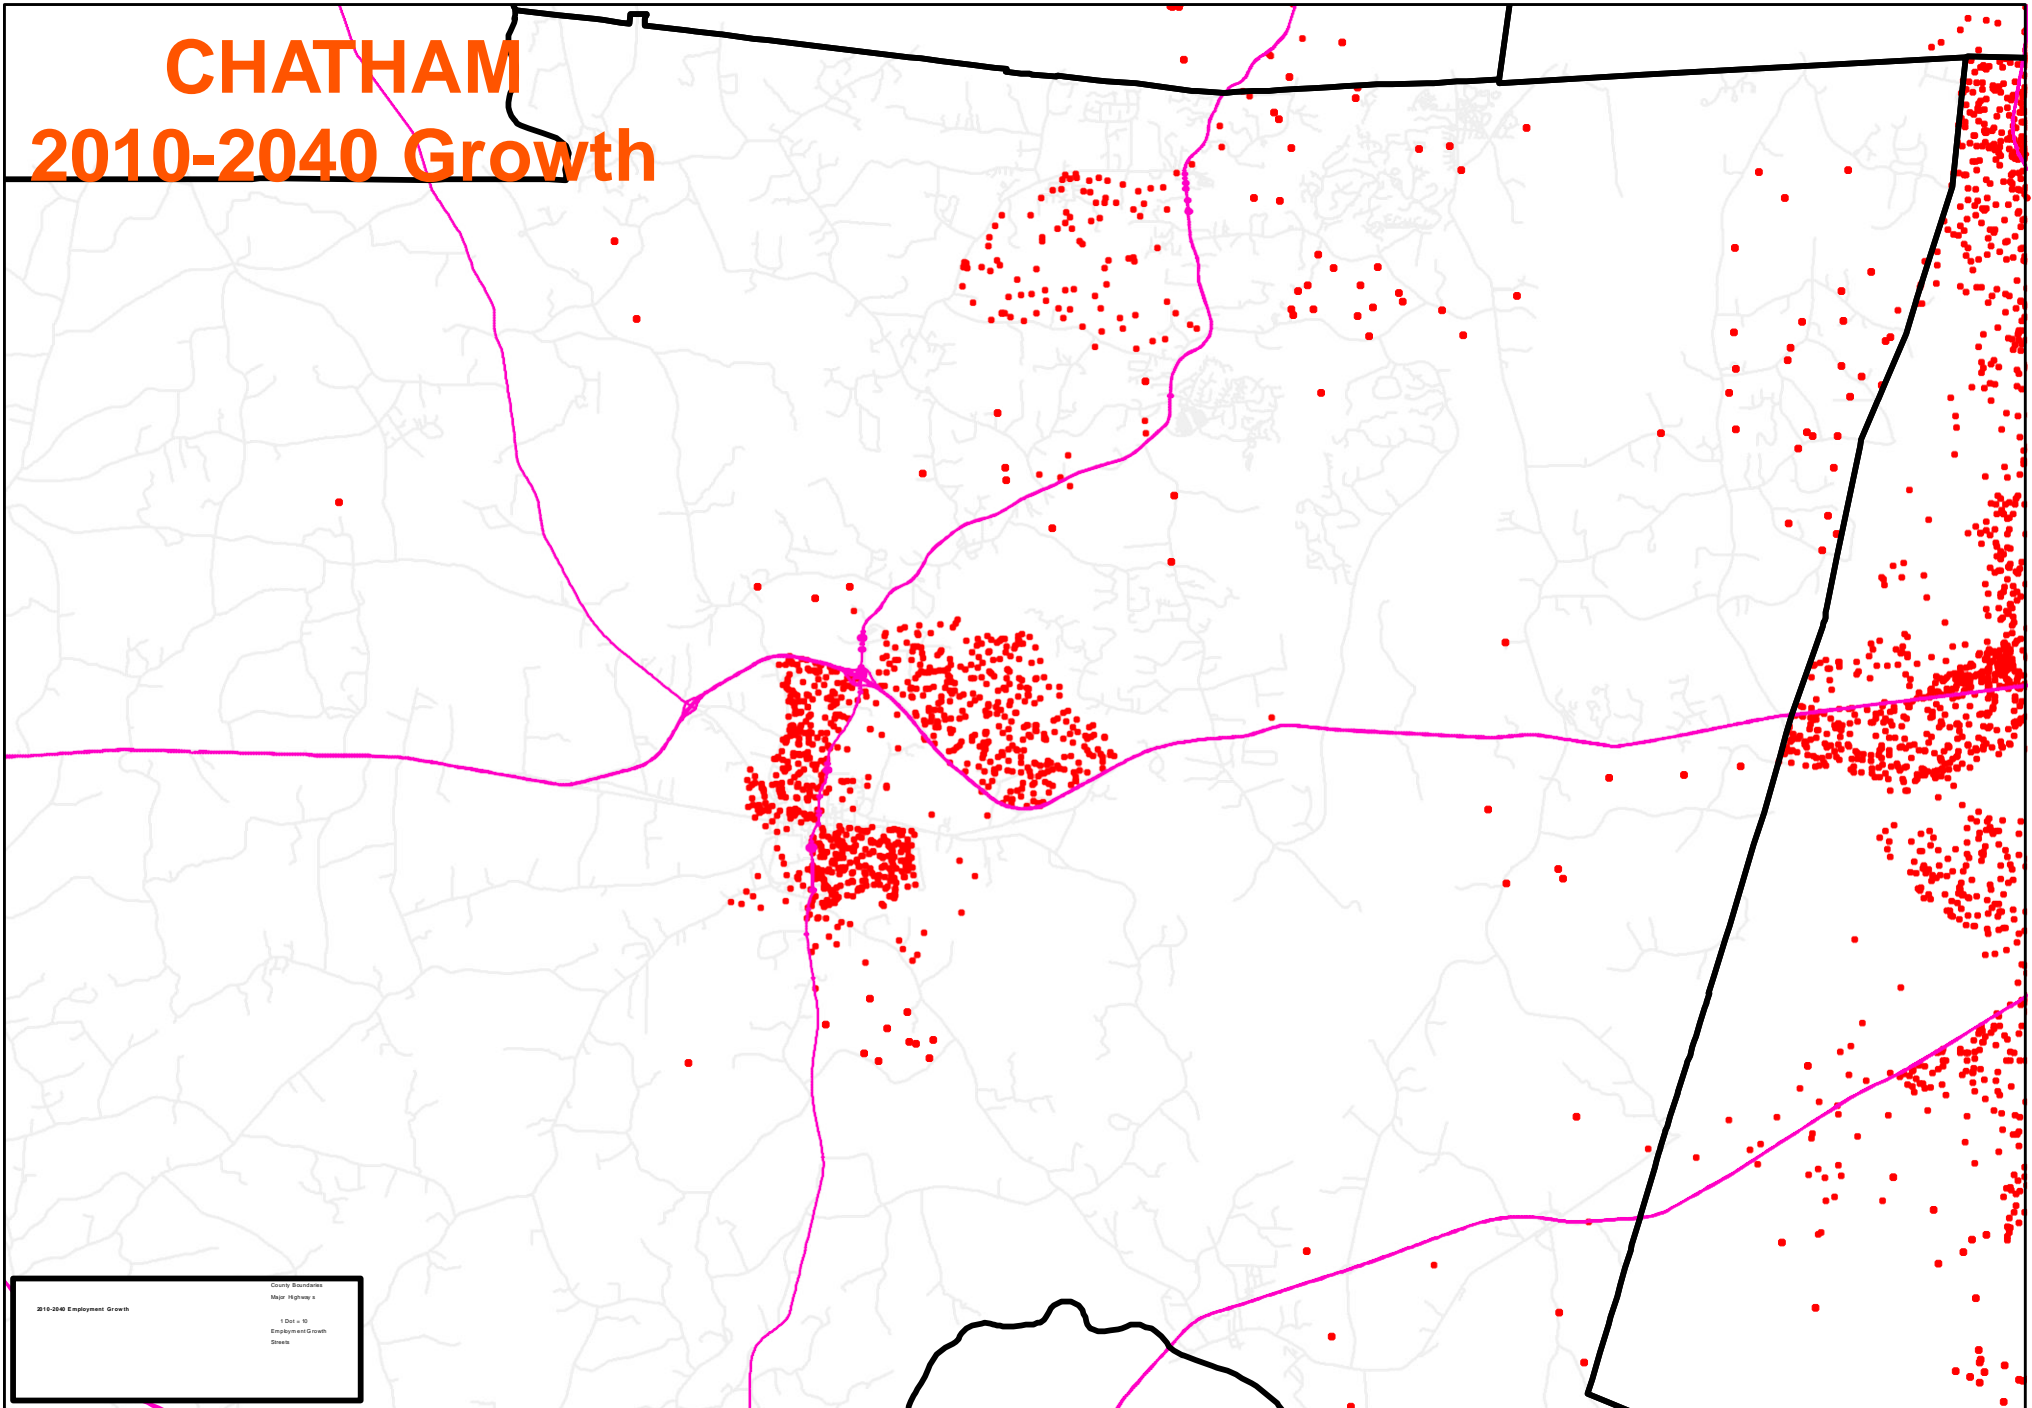 CHATHAM
2010-2040 Growth
County Boundaries
Major Highways
2010-2040 Employment Growth
1 Dot = 10
Employment Growth
Streets